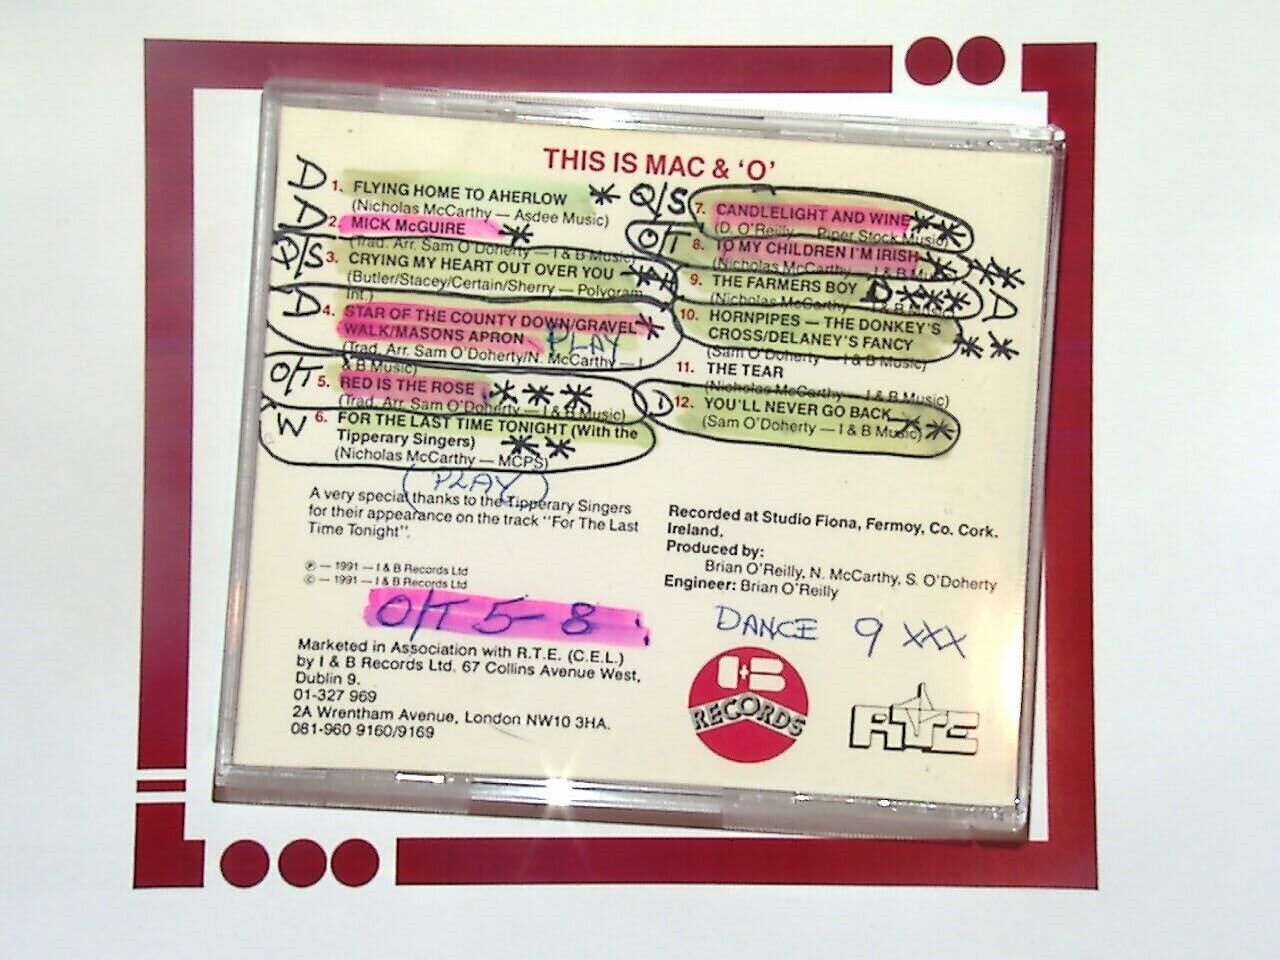 THIS IS MAC & 'O'
D 1. FLYING HOME TO AHERLOW *
(Nicholas McCarthy — Asdee Music)
D 2. MICK McGUIRE *
(Trad. Arr. Sam O'Doherty — I & B Music)
Q/S 3. CRYING MY HEART OUT OVER YOU **
(Butler/Stacey/Certain/Sherry — Polygram
Int.)
D 4. STAR OF THE COUNTY DOWN/GRAVEL *
WALK/MASONS APRON PLAY
(Trad. Arr. Sam O'Doherty/N. McCarthy — I
& B Music)
O/T 5. RED IS THE ROSE ***
(Trad. Arr. Sam O'Doherty — I & B Music)
W 6. FOR THE LAST TIME TONIGHT (With the
Tipperary Singers) **
(Nicholas McCarthy — MCPS)
PLAY
Q/S 7. CANDLELIGHT AND WINE **
(D. O'Reilly — Piper Stock Music)
O/T 8. TO MY CHILDREN I'M IRISH * **
(Nicholas McCarthy — I & B Music)
9. THE FARMERS BOY D *** D
(Nicholas McCarthy — I & B Music)
10. HORNPIPES — THE DONKEY'S
CROSS/DELANEY'S FANCY **
(Sam O'Doherty — I & B Music)
11. THE TEAR
(Nicholas McCarthy — I & B Music)
D 12. YOU'LL NEVER GO BACK **
(Sam O'Doherty — I & B Music)
A very special thanks to the Tipperary Singers
for their appearance on the track "For The Last
Time Tonight".
℗ — 1991 — I & B Records Ltd
© — 1991 — I & B Records Ltd
O/T 5-8
Marketed in Association with R.T.E. (C.E.L.)
by I & B Records Ltd. 67 Collins Avenue West,
Dublin 9.
01-327 969
2A Wrentham Avenue, London NW10 3HA.
081-960 9160/9169
Recorded at Studio Fiona, Fermoy, Co. Cork.
Ireland.
Produced by:
Brian O'Reilly, N. McCarthy, S. O'Doherty
Engineer: Brian O'Reilly
DANCE 9 XXX
I+B
RECORDS
RTE